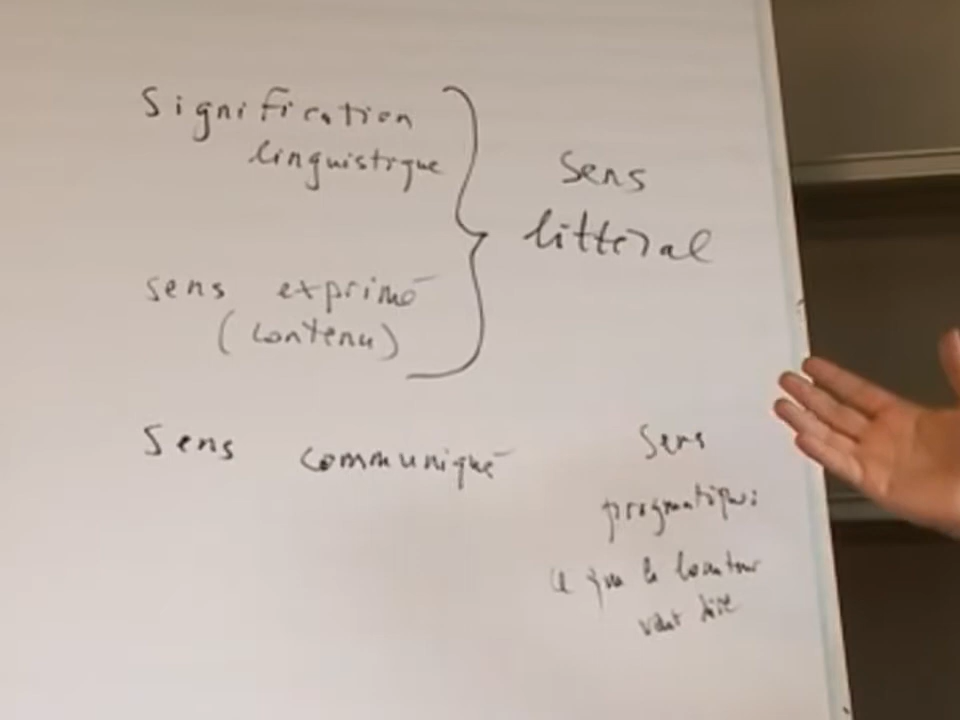 Signification
linguistique
Sens
littéral
sens exprimé
(contenu)
Sens communiqué
Sens
pragmatique:
ce que le locuteur
veut dire